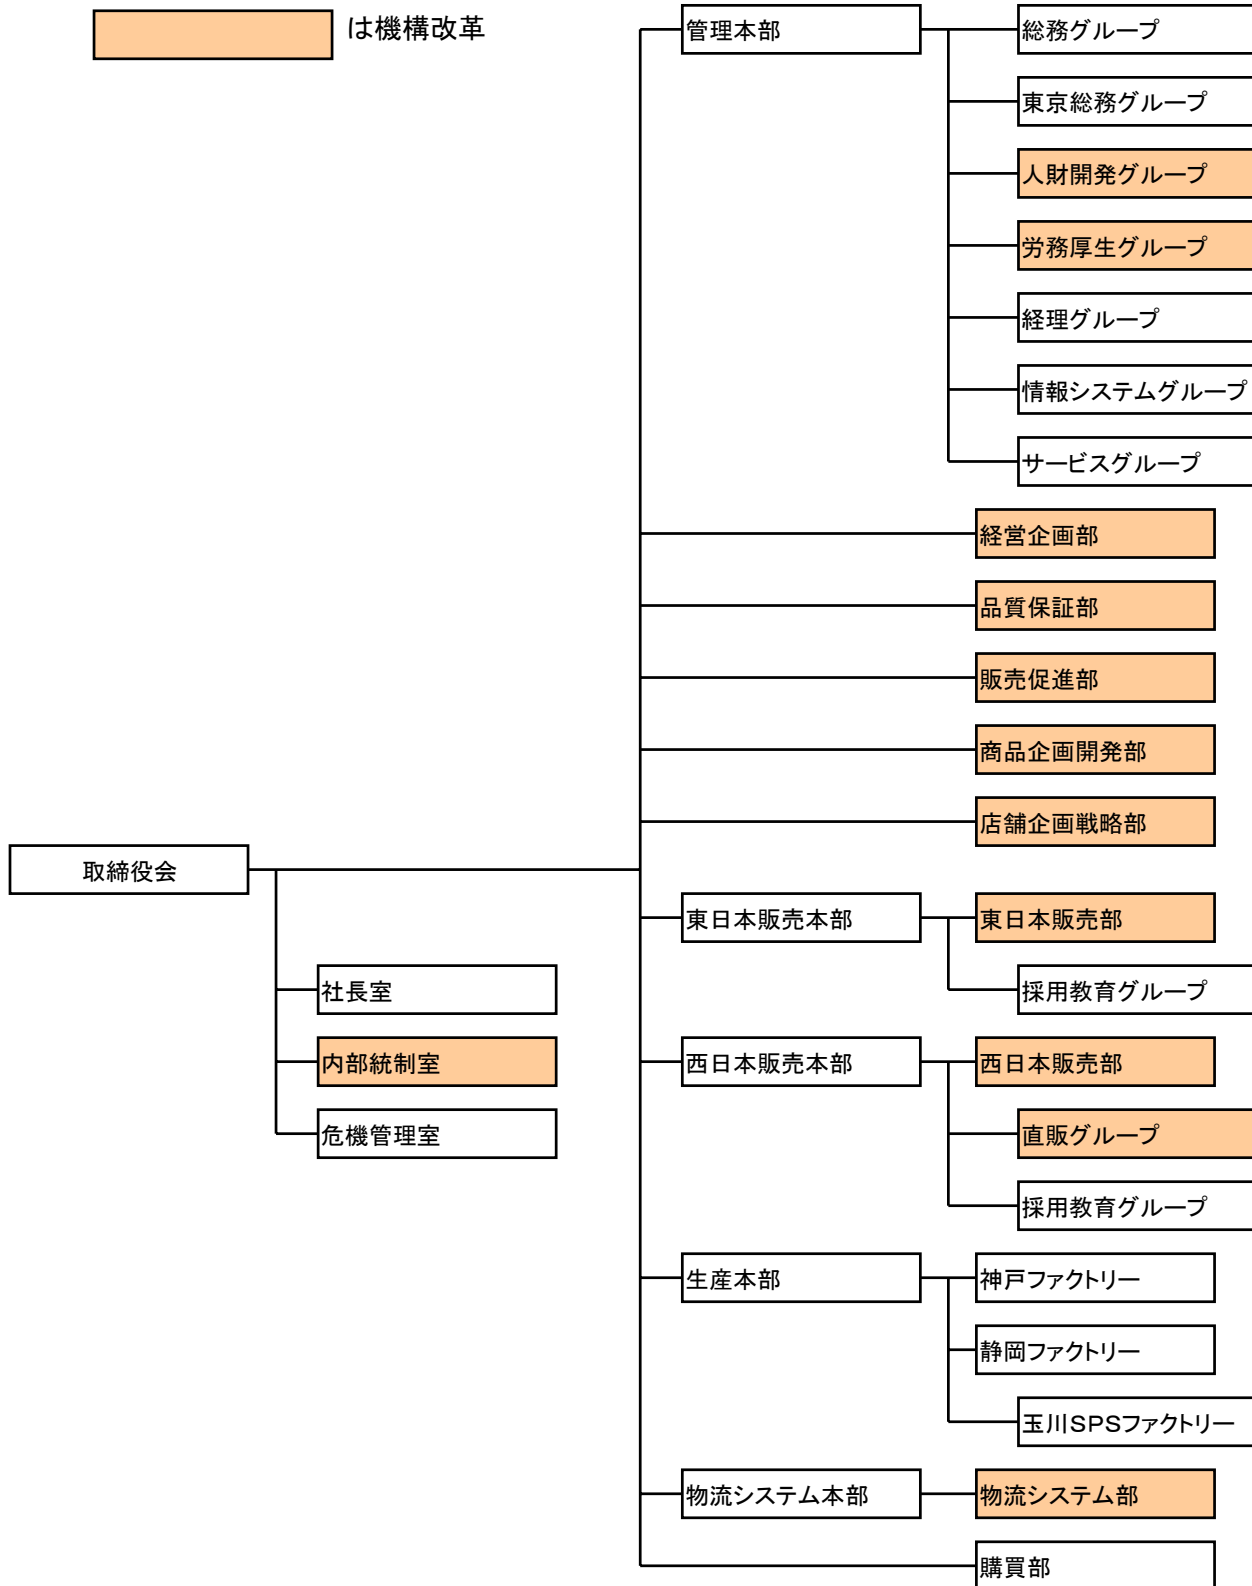 は機構改革
管理本部
総務グループ
東京総務グループ
人財開発グループ
労務厚生グループ
経理グループ
情報システムグループ
サービスグループ
経営企画部
品質保証部
販売促進部
商品企画開発部
店舗企画戦略部
取締役会
社長室
内部統制室
危機管理室
東日本販売本部
東日本販売部
採用教育グループ
西日本販売本部
西日本販売部
直販グループ
採用教育グループ
生産本部
神戸ファクトリー
静岡ファクトリー
玉川SPSファクトリー
物流システム本部
物流システム部
購買部